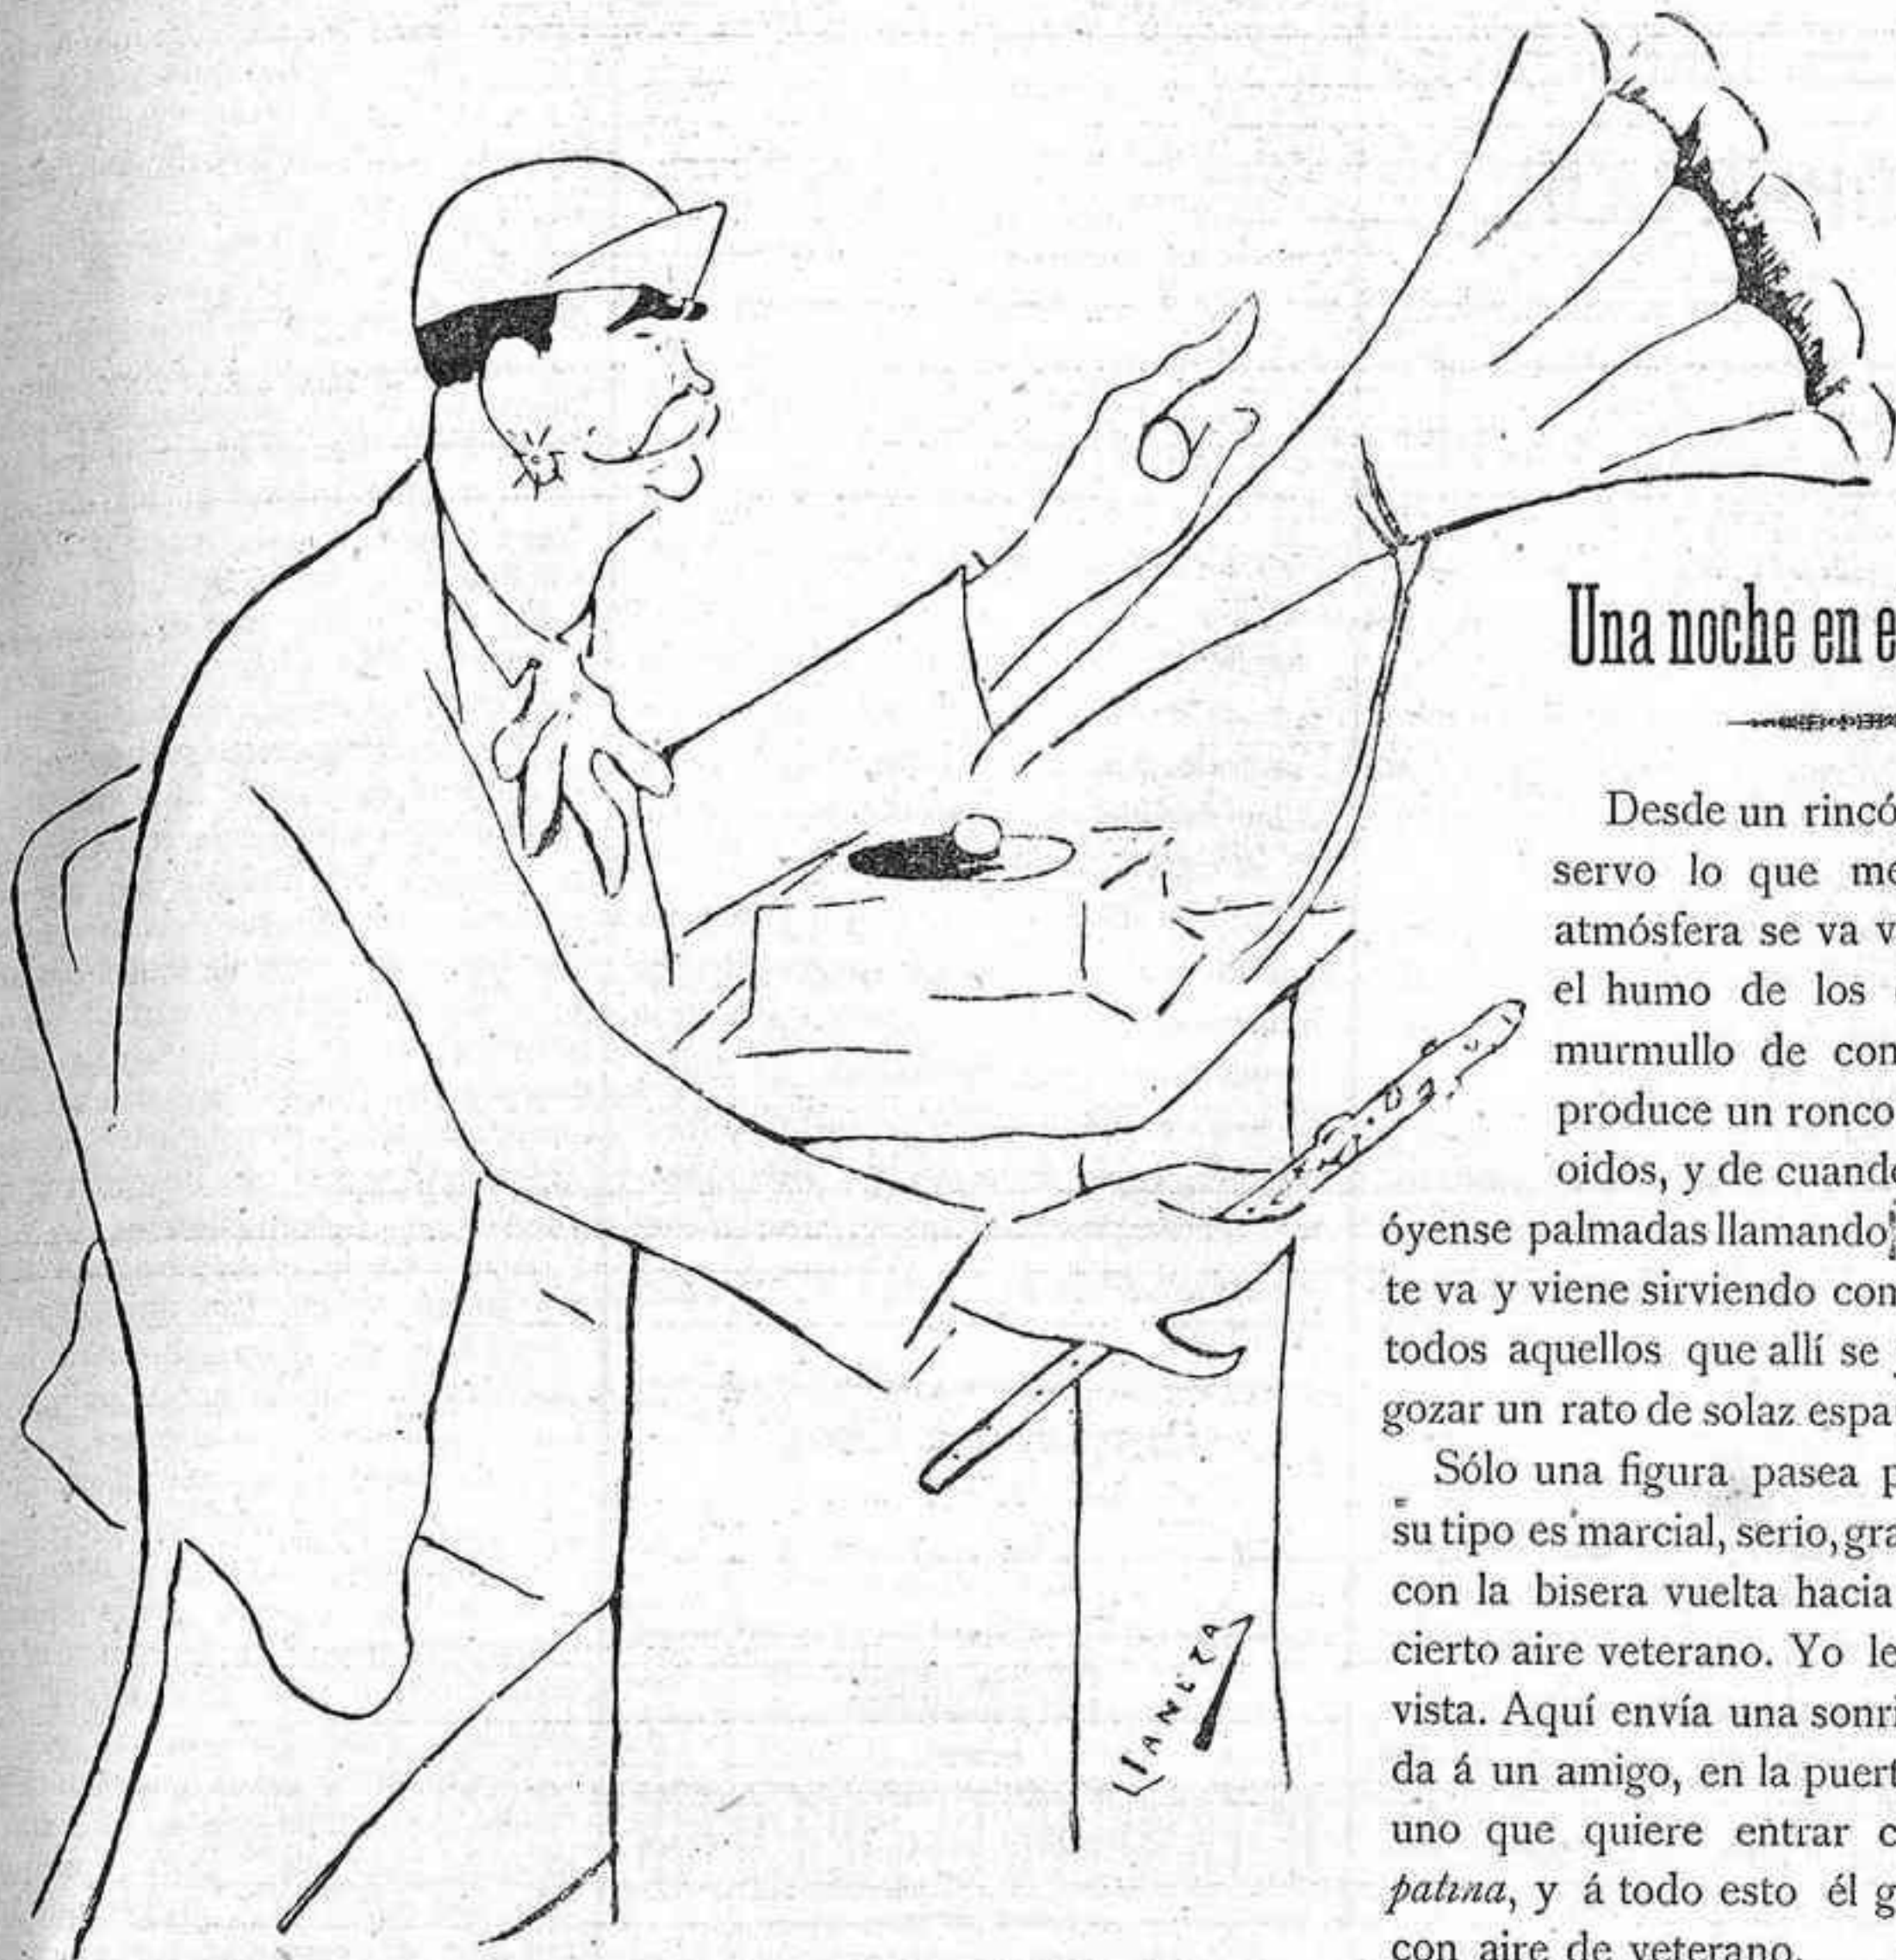 Una noche en e
Desde un rincó
servo lo que me
atmósfera se va v
el humo de los
murmullo de con
produce un ronco
oidos, y de cuando
óyense palmadas llamando
te va y viene sirviendo con
todos aquellos que allí se
gozar un rato de solaz espa
Sólo una figura pasea p
su tipo es marcial, serio, gra
con la bisera vuelta hacia
cierto aire veterano. Yo le
vista. Aquí envía una sonri
da á un amigo, en la puert
uno que quiere entrar c
patina, y á todo esto él g
con aire de veterano.